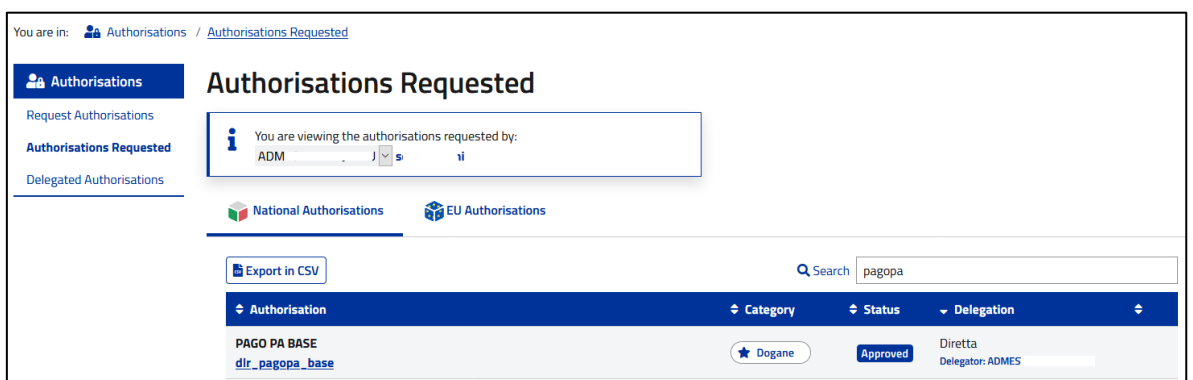 You are in: Authorisations / Authorisations Requested
Authorisations
Request Authorisations
Authorisations Requested
Delegated Authorisations
Authorisations Requested
You are viewing the authorisations requested by:
ADM
National Authorisations EU Authorisations
Export in CSV Search pagopa
Authorisation Category Status Delegation
PAGO PA BASE Dogane Approved Diretta
dlr_pagopa_base Delegator: ADMES